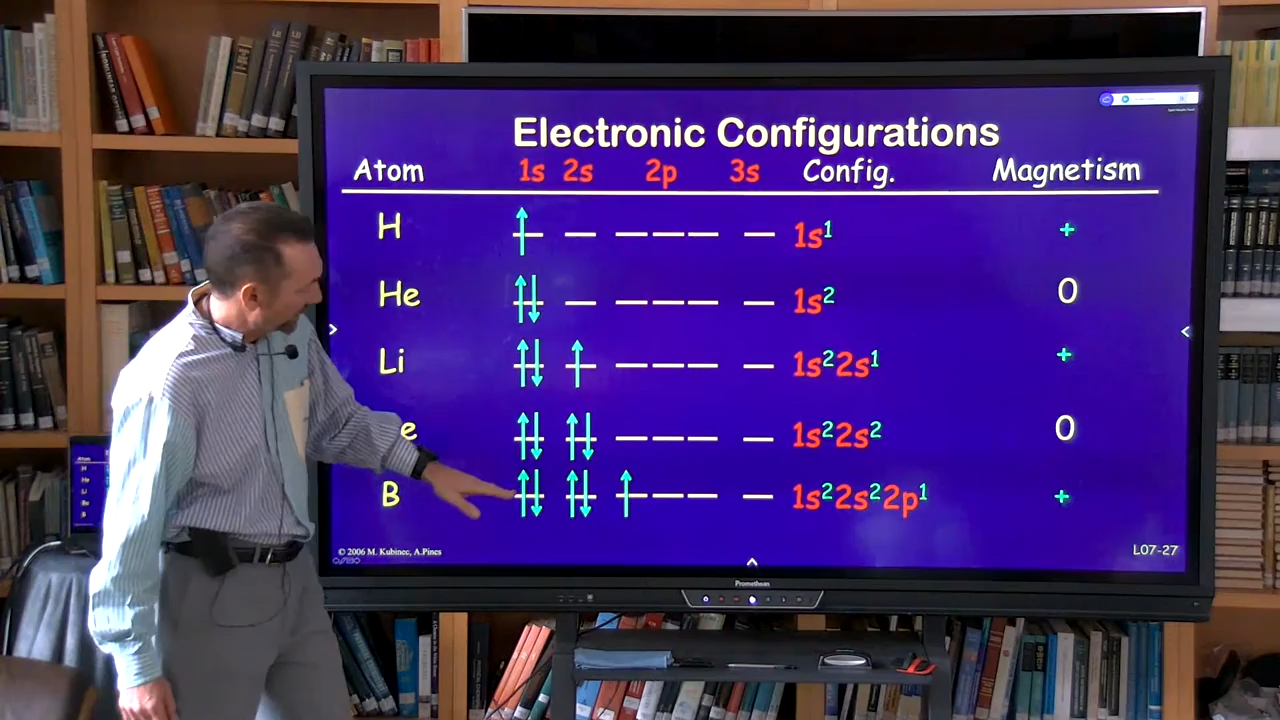 Electronic Configurations
Atom 1s 2s 2p 3s Config. Magnetism
H 1s¹ +
He 1s² 0
Li 1s²2s¹ +
e 1s²2s² 0
B 1s²2s²2p¹ +
© 2006 M. Kubinec, A.Pines
L07-27
Promethean